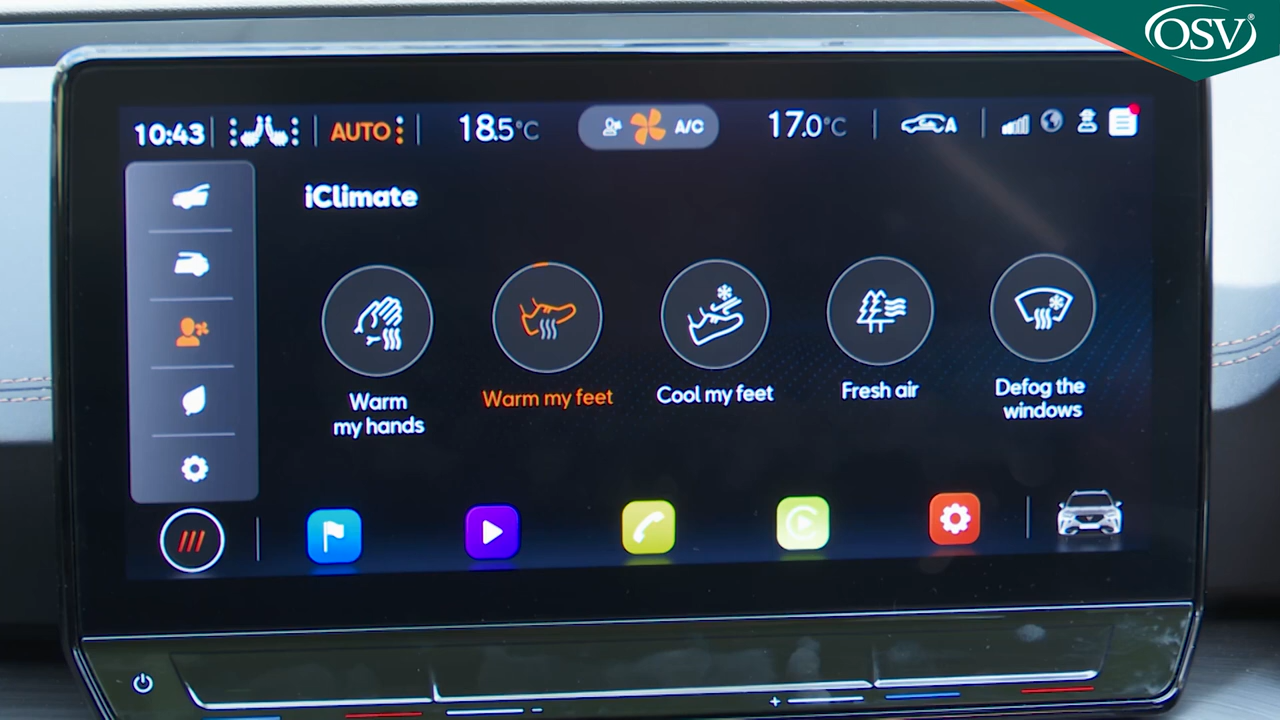 OSV®
10:43 AUTO 18.5°C A/C 17.0°C A
iClimate
Warm
my hands
Warm my feet
Cool my feet
Fresh air
Defog the
windows